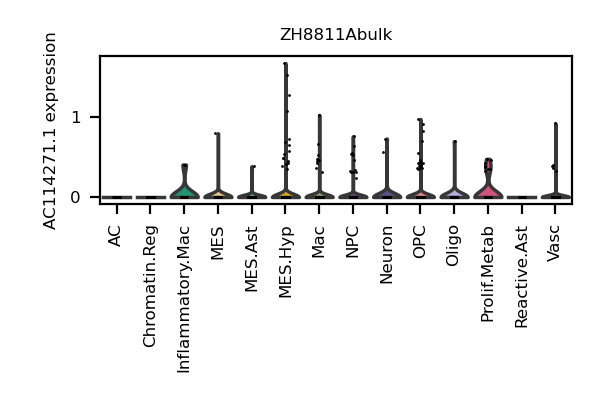 ZH8811Abulk
AC114271.1 expression
1
0
AC
Chromatin.Reg
Inflammatory.Mac
MES
MES.Ast
MES.Hyp
Mac
NPC
Neuron
OPC
Oligo
Prolif.Metab
Reactive.Ast
Vasc